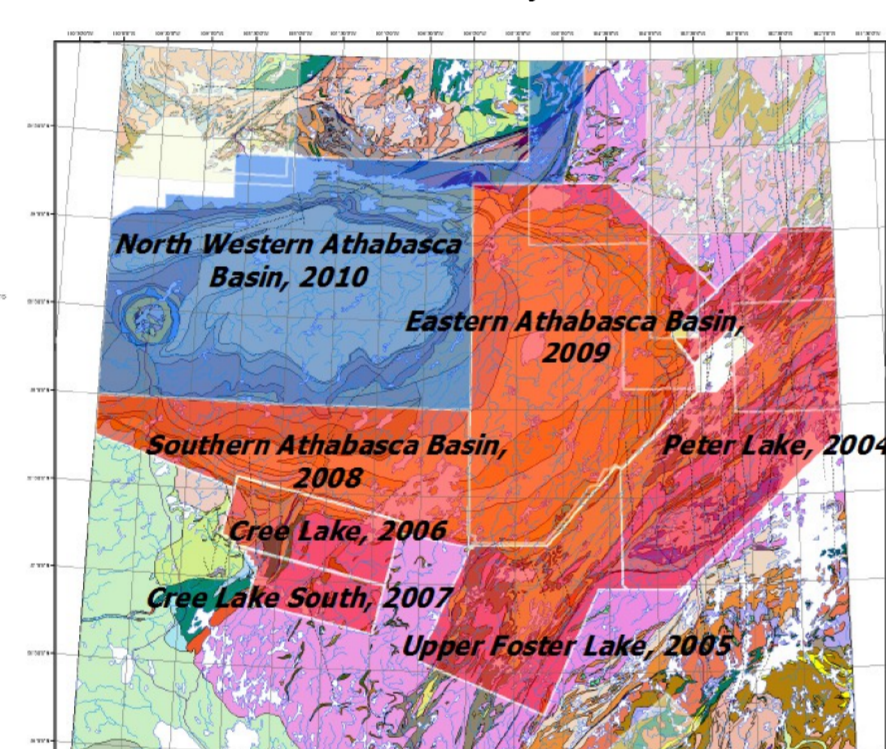 North Western Athabasca
Basin, 2010
Eastern Athabasca Basin,
2009
Southern Athabasca Basin,
2008
Peter Lake, 2004
Cree Lake, 2006
Cree Lake South, 2007
Upper Foster Lake, 2005